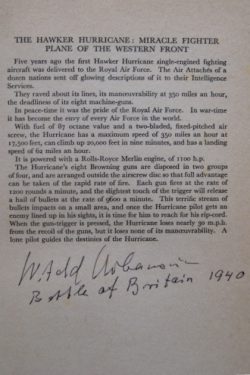 THE HAWKER HURRICANE: MIRACLE FIGHTER
PLANE OF THE WESTERN FRONT
Five years ago the first Hawker Hurricane single-engined fighting
aircraft was delivered to the Royal Air Force. The Air Attachés of a
dozen nations sent off glowing descriptions of it to their Intelligence
Services.
They raved about its lines, its manœuvrability at 350 miles an hour,
the deadliness of its eight machine-guns.
In peace-time it was the pride of the Royal Air Force. In war-time
it has become the envy of every Air Force in the World.
With fuel of 87 octane value and a two-bladed, fixed-pitched air
screw, the Hurricane has a maximum speed of 350 miles an hour at
17,500 feet, can climb up 20,000 feet in nine minutes, and has a landing
speed of 62 miles an hour.
It is powered with a Rolls-Royce Merlin engine, of 1100 h.p.
The Hurricane's eight Browning guns are disposed in two groups
of four, and are arranged outside the airscrew disc so that full advantage
can be taken of the rapid rate of fire. Each gun fires at the rate of
1200 rounds a minute, and the slightest touch of the trigger will release
a hail of bullets at the rate of 9600 a minute. This terrific stream of
bullets impacts on a small area, and once the Hurricane pilot gets an
enemy lined up in his sights, it is time for him to reach for his rip-cord.
When the gun-trigger is pressed, the Hurricane loses nearly 30 m.p.h.
from the recoil of the guns, but it loses none of its manœuvrability. A
lone pilot guides the destinies of the Hurricane.
Battle of Britain 1940